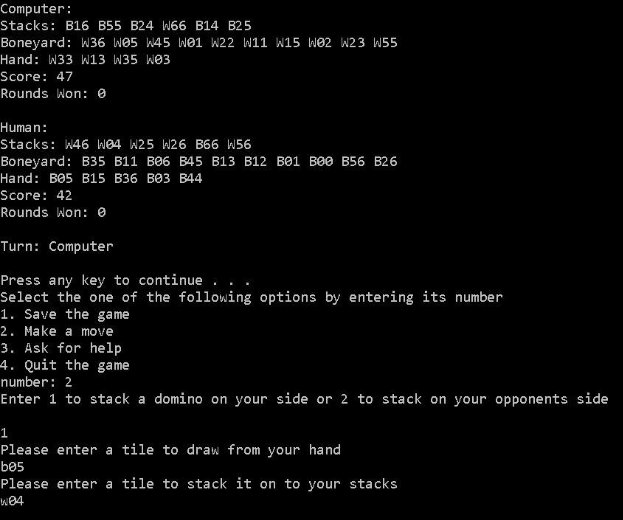 Computer:
Stacks: B16 B55 B24 W66 B14 B25
Boneyard: W36 W05 W45 W01 W22 W11 W15 W02 W23 W55
Hand: W33 W13 W35 W03
Score: 47
Rounds Won: 0
Human:
Stacks: W46 W04 W25 W26 B66 W56
Boneyard: B35 B11 B06 B45 B13 B12 B01 B00 B56 B26
Hand: B05 B15 B36 B03 B44
Score: 42
Rounds Won: 0
Turn: Computer
Press any key to continue . . .
Select the one of the following options by entering its number
1. Save the game
2. Make a move
3. Ask for help
4. Quit the game
number: 2
Enter 1 to stack a domino on your side or 2 to stack on your opponents side
1
Please enter a tile to draw from your hand
b05
Please enter a tile to stack it on to your stacks
w04